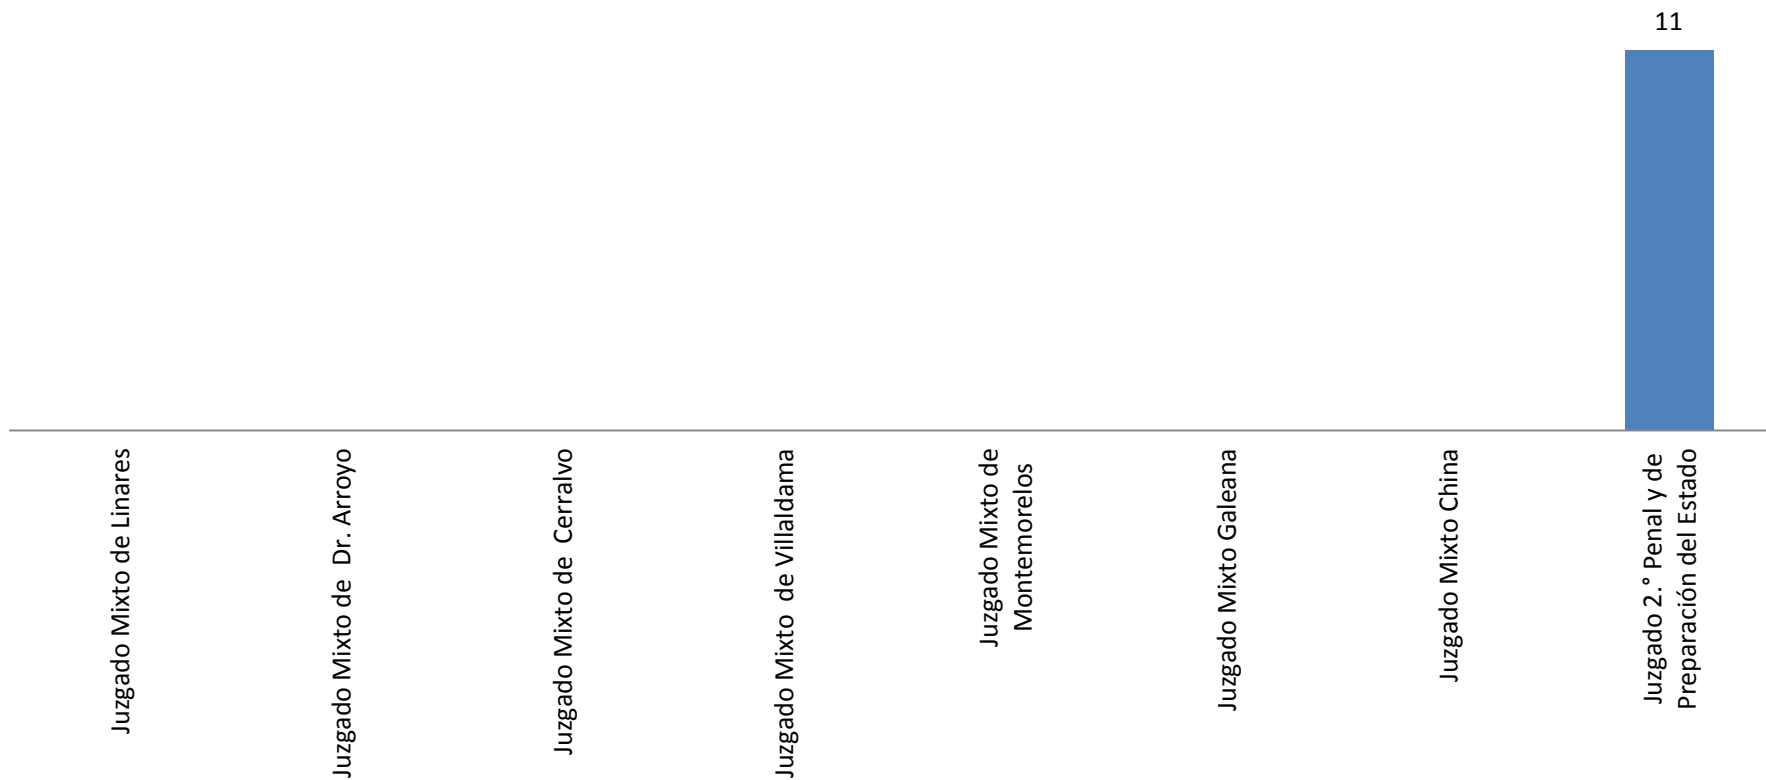 11
Juzgado Mixto de Linares
Juzgado Mixto de  Dr. Arroyo
Juzgado Mixto de  Cerralvo
Juzgado Mixto  de Villaldama
Juzgado Mixto de
Montemorelos
Juzgado Mixto Galeana
Juzgado Mixto China
Juzgado 2.° Penal y de
Preparación del Estado